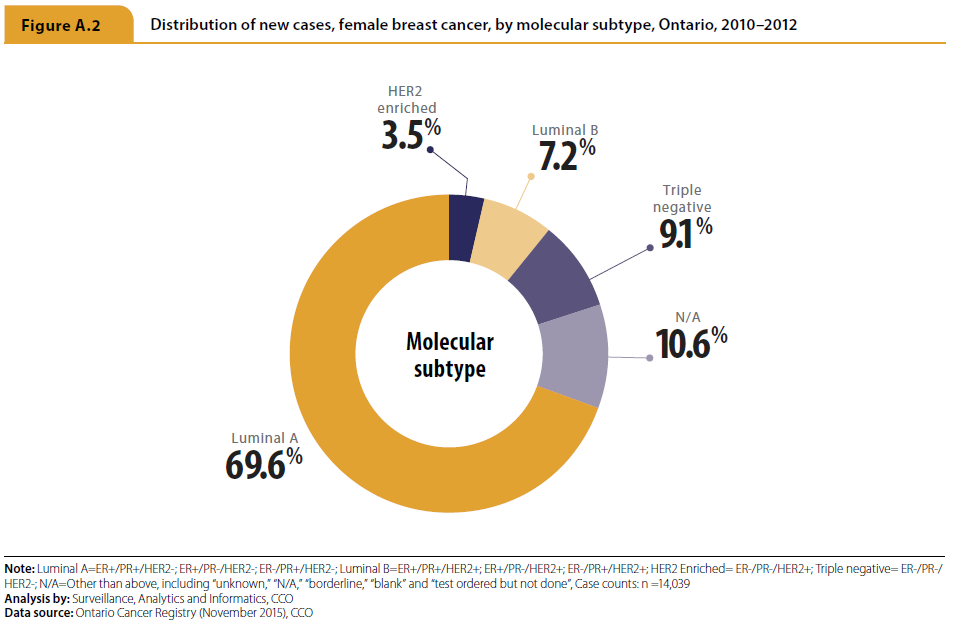 Figure A.2
Distribution of new cases, female breast cancer, by molecular subtype, Ontario, 2010–2012
HER2
enriched
3.5%
Luminal B
7.2%
Triple
negative
9.1%
N/A
10.6%
Molecular
subtype
Luminal A
69.6%
Note: Luminal A=ER+/PR+/HER2-; ER+/PR-/HER2-; ER-/PR+/HER2-; Luminal B=ER+/PR+/HER2+; ER+/PR-/HER2+; ER-/PR+/HER2+; HER2 Enriched= ER-/PR-/HER2+; Triple negative= ER-/PR-/
HER2-; N/A=Other than above, including “unknown,” “N/A,” “borderline,” “blank” and “test ordered but not done”, Case counts: n =14,039
Analysis by: Surveillance, Analytics and Informatics, CCO
Data source: Ontario Cancer Registry (November 2015), CCO